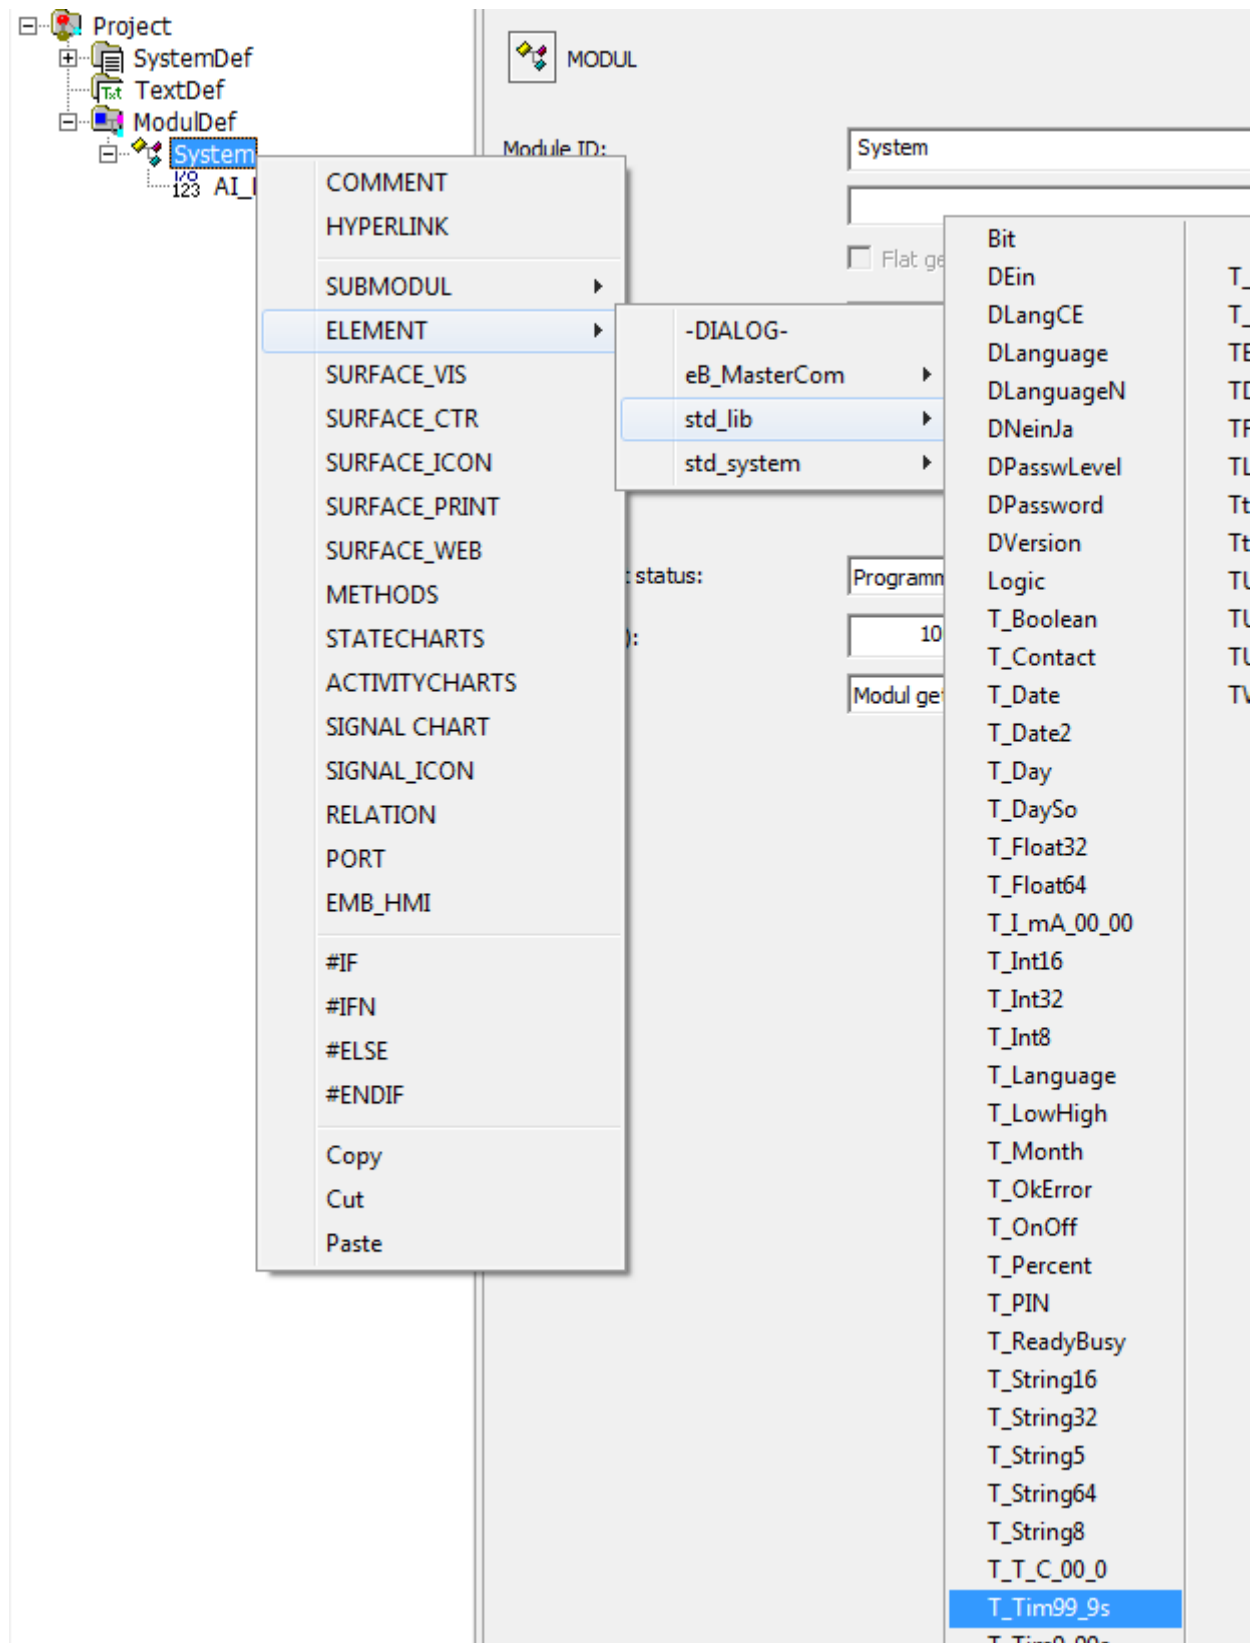 Project
SystemDef
TextDef
ModulDef
System
I/O
123 AI_
MODUL
Module ID:
System
Flat ge
status:
Programm
10
):
Modul ge
COMMENT
HYPERLINK
SUBMODUL
ELEMENT
SURFACE_VIS
SURFACE_CTR
SURFACE_ICON
SURFACE_PRINT
SURFACE_WEB
METHODS
STATECHARTS
ACTIVITYCHARTS
SIGNAL CHART
SIGNAL_ICON
RELATION
PORT
EMB_HMI
#IF
#IFN
#ELSE
#ENDIF
Copy
Cut
Paste
-DIALOG-
eB_MasterCom
std_lib
std_system
Bit
DEin
DLangCE
DLanguage
DLanguageN
DNeinJa
DPasswLevel
DPassword
DVersion
Logic
T_Boolean
T_Contact
T_Date
T_Date2
T_Day
T_DaySo
T_Float32
T_Float64
T_I_mA_00_00
T_Int16
T_Int32
T_Int8
T_Language
T_LowHigh
T_Month
T_OkError
T_OnOff
T_Percent
T_PIN
T_ReadyBusy
T_String16
T_String32
T_String5
T_String64
T_String8
T_T_C_00_0
T_Tim99_9s